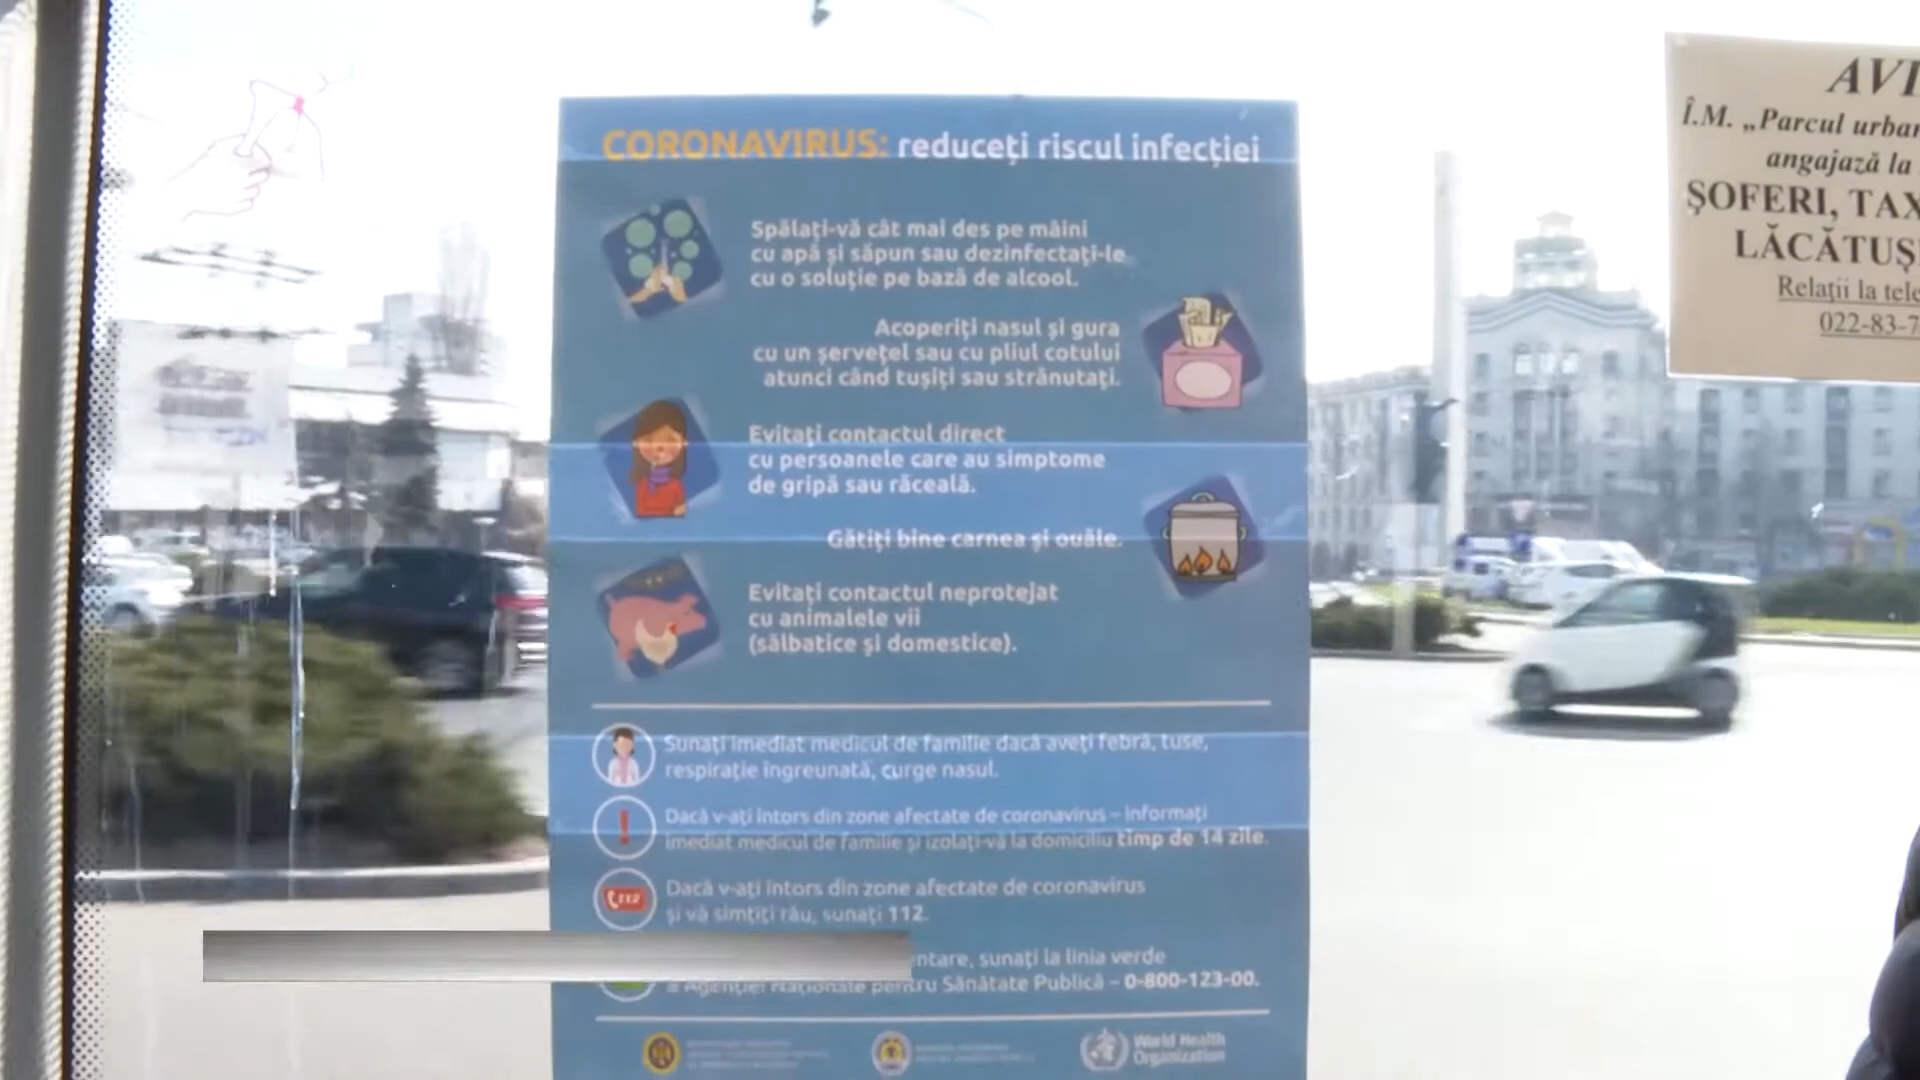 CORONAVIRUS: reduceți riscul infecției
Spălați-vă cât mai des pe mâini
cu apă și săpun sau dezinfectați-le
cu o soluție pe bază de alcool.
Acoperiți nasul și gura
cu un șervețel sau cu pliul cotului
atunci când tușiți sau strănutați.
Evitați contactul direct
cu persoanele care au simptome
de gripă sau răceală.
Gătiți bine carnea și ouăle.
Evitați contactul neprotejat
cu animalele vii
(sălbatice și domestice).
Sunați imediat medicul de familie dacă aveți febră, tuse,
respirație îngreunată, curge nasul.
Dacă v-ați întors din zone afectate de coronavirus – informați
imediat medicul de familie și izolați-vă la domiciliu timp de 14 zile.
112
Dacă v-ați întors din zone afectate de coronavirus
și vă simțiți rău, sunați 112.
ntare, sunați la linia verde
a Agenției Naționale pentru Sănătate Publică – 0-800-123-00.
World Health
Organization
AVI
Î.M. „Parcul urba
angajază la
ȘOFERI, TAX
LĂCĂTUȘ
Relații la tele
022-83-7